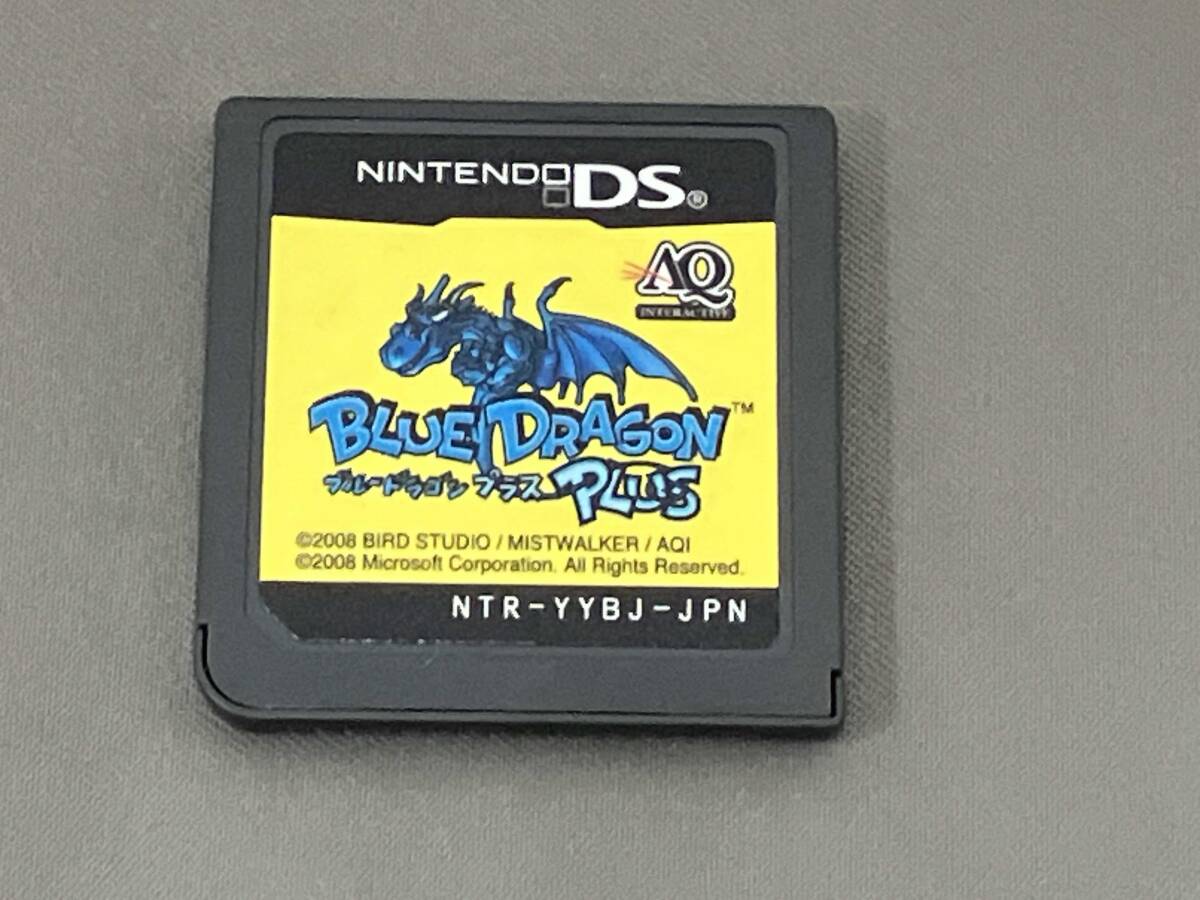 NINTENDO DS®
AQ
INTERACTIVE
BLUE DRAGON™
ブルードラゴン プラス PLUS
©2008 BIRD STUDIO / MISTWALKER / AQI
©2008 Microsoft Corporation. All Rights Reserved.
NTR-YYBJ-JPN